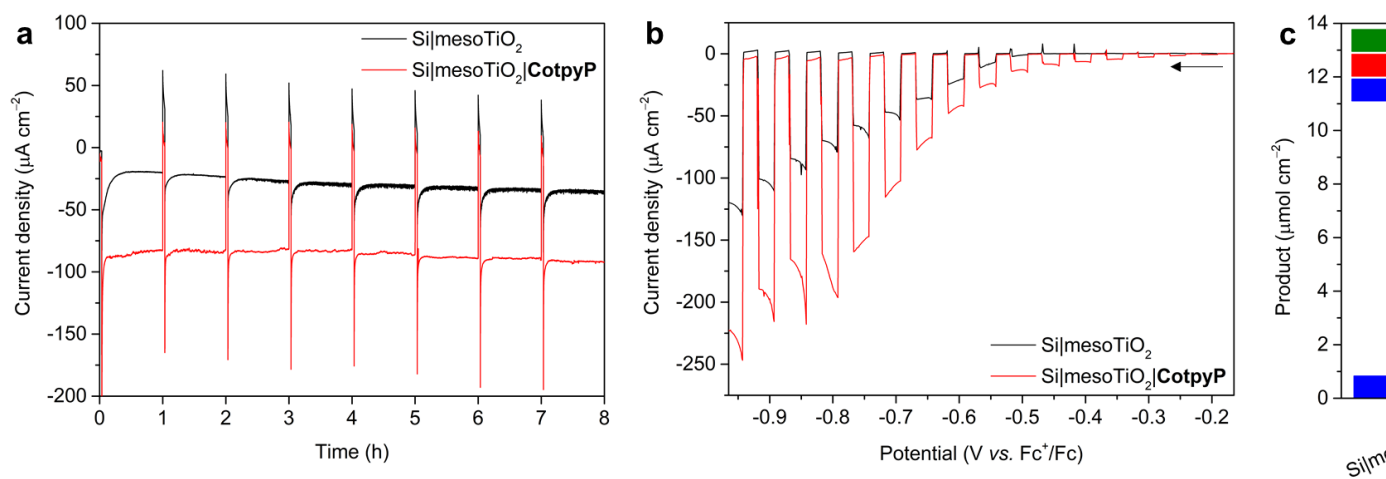 a
100
50
0
-50
-100
-150
-200
Current density (μA cm⁻²)
Si|mesoTiO₂
Si|mesoTiO₂|CotpyP
0 1 2 3 4 5 6 7 8
Time (h)
b
0
-50
-100
-150
-200
-250
Current density (μA cm⁻²)
Si|mesoTiO₂
Si|mesoTiO₂|CotpyP
-0.9 -0.8 -0.7 -0.6 -0.5 -0.4 -0.3 -0.2
Potential (V vs. Fc⁺/Fc)
c
14
12
10
8
6
4
2
0
Product (μmol cm⁻²)